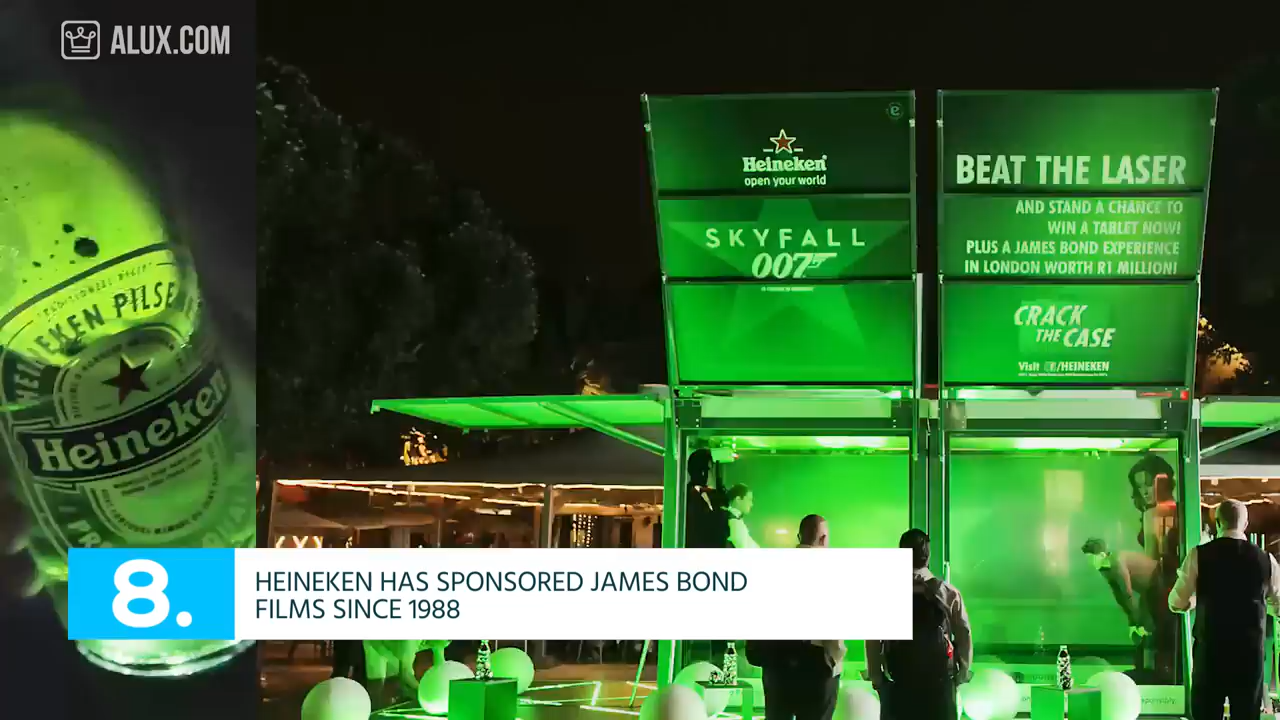 ALUX.COM
HEINEKEN PILSE
Heineken
Heineken
open your world
SKYFALL
007
BEAT THE LASER
AND STAND A CHANCE TO
WIN A TABLET NOW!
PLUS A JAMES BOND EXPERIENCE
IN LONDON WORTH R1 MILLION!
CRACK
THE CASE
Visit f/HEINEKEN
8.
HEINEKEN HAS SPONSORED JAMES BOND
FILMS SINCE 1988